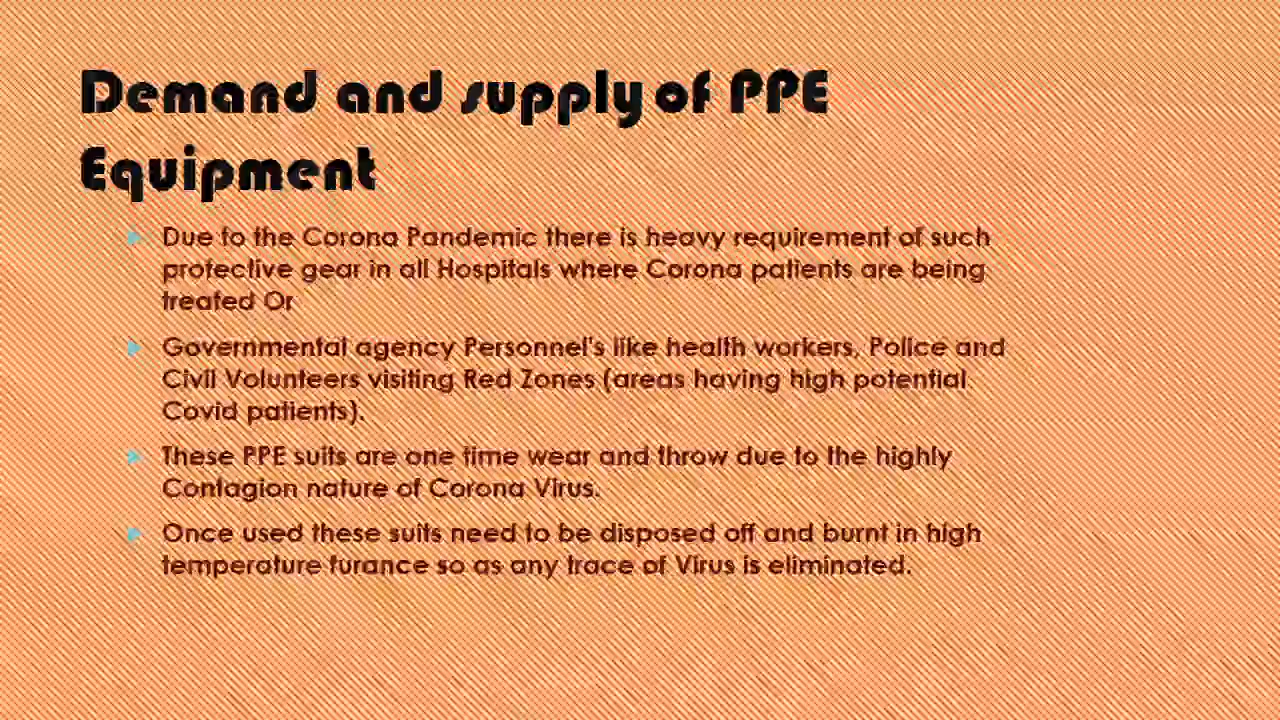 Demand and supply of PPE
Equipment
Due to the Corona Pandemic there is heavy requirement of such
protective gear in all Hospitals where Corona patients are being
treated Or
Governmental agency Personnel's like health workers, Police and
Civil Volunteers visiting Red Zones (areas having high potential
Covid patients).
These PPE suits are one time wear and throw due to the highly
Contagion nature of Corona Virus.
Once used these suits need to be disposed off and burnt in high
temperature furance so as any trace of Virus is eliminated.